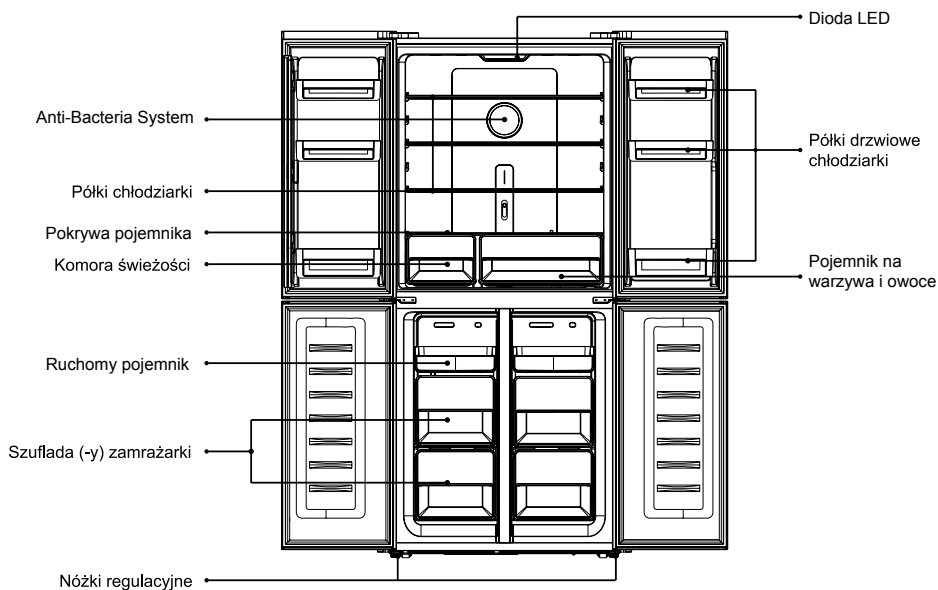 Dioda LED
Anti-Bacteria System
Półki drzwiowe
chłodziarki
Półki chłodziarki
Pokrywa pojemnika
Komora świeżości
Pojemnik na
warzywa i owoce
Ruchomy pojemnik
Szuflada (-y) zamrażarki
Nóżki regulacyjne